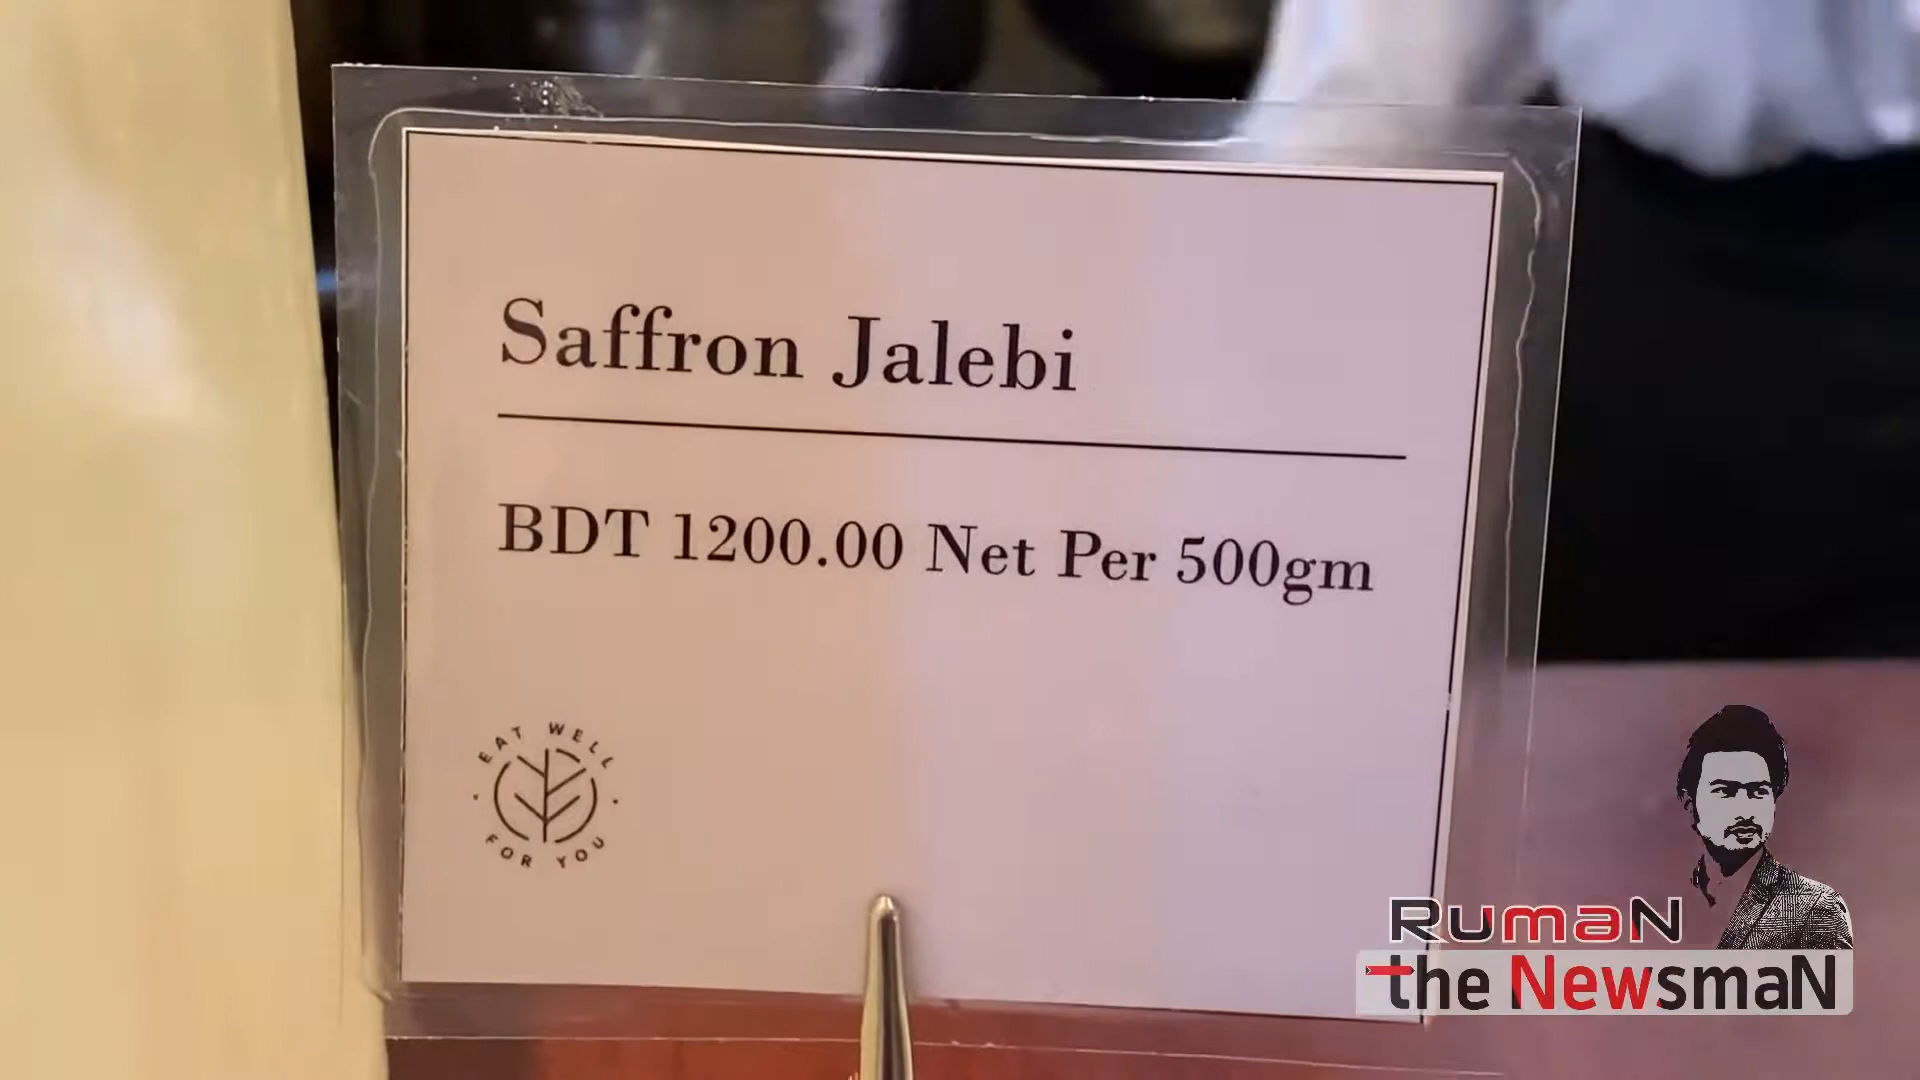 Saffron Jalebi
BDT 1200.00 Net Per 500gm
EAT WELL
FOR YOU
RumaN
the NewsmaN